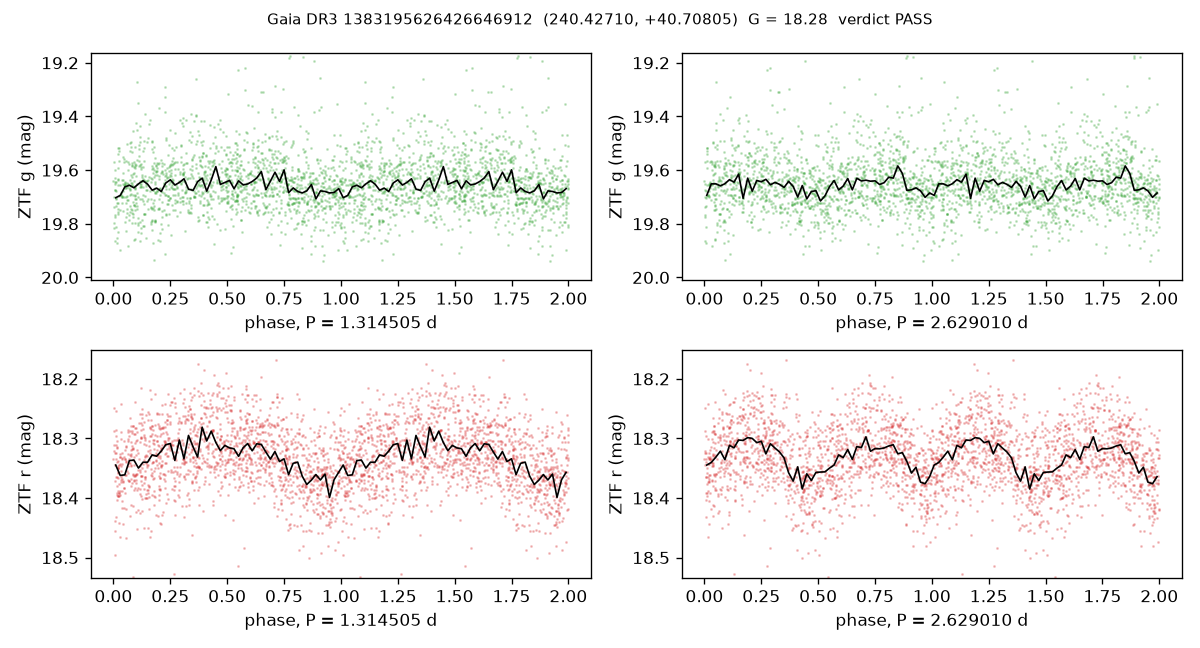 Gaia DR3 1383195626426646912 (240.42710, +40.70805) G = 18.28 verdict PASS
ZTF g (mag)
19.2
19.4
19.6
19.8
20.0
0.00 0.25 0.50 0.75 1.00 1.25 1.50 1.75 2.00
phase, P = 1.314505 d
ZTF g (mag)
19.2
19.4
19.6
19.8
20.0
0.00 0.25 0.50 0.75 1.00 1.25 1.50 1.75 2.00
phase, P = 2.629010 d
ZTF r (mag)
18.2
18.3
18.4
18.5
0.00 0.25 0.50 0.75 1.00 1.25 1.50 1.75 2.00
phase, P = 1.314505 d
ZTF r (mag)
18.2
18.3
18.4
18.5
0.00 0.25 0.50 0.75 1.00 1.25 1.50 1.75 2.00
phase, P = 2.629010 d